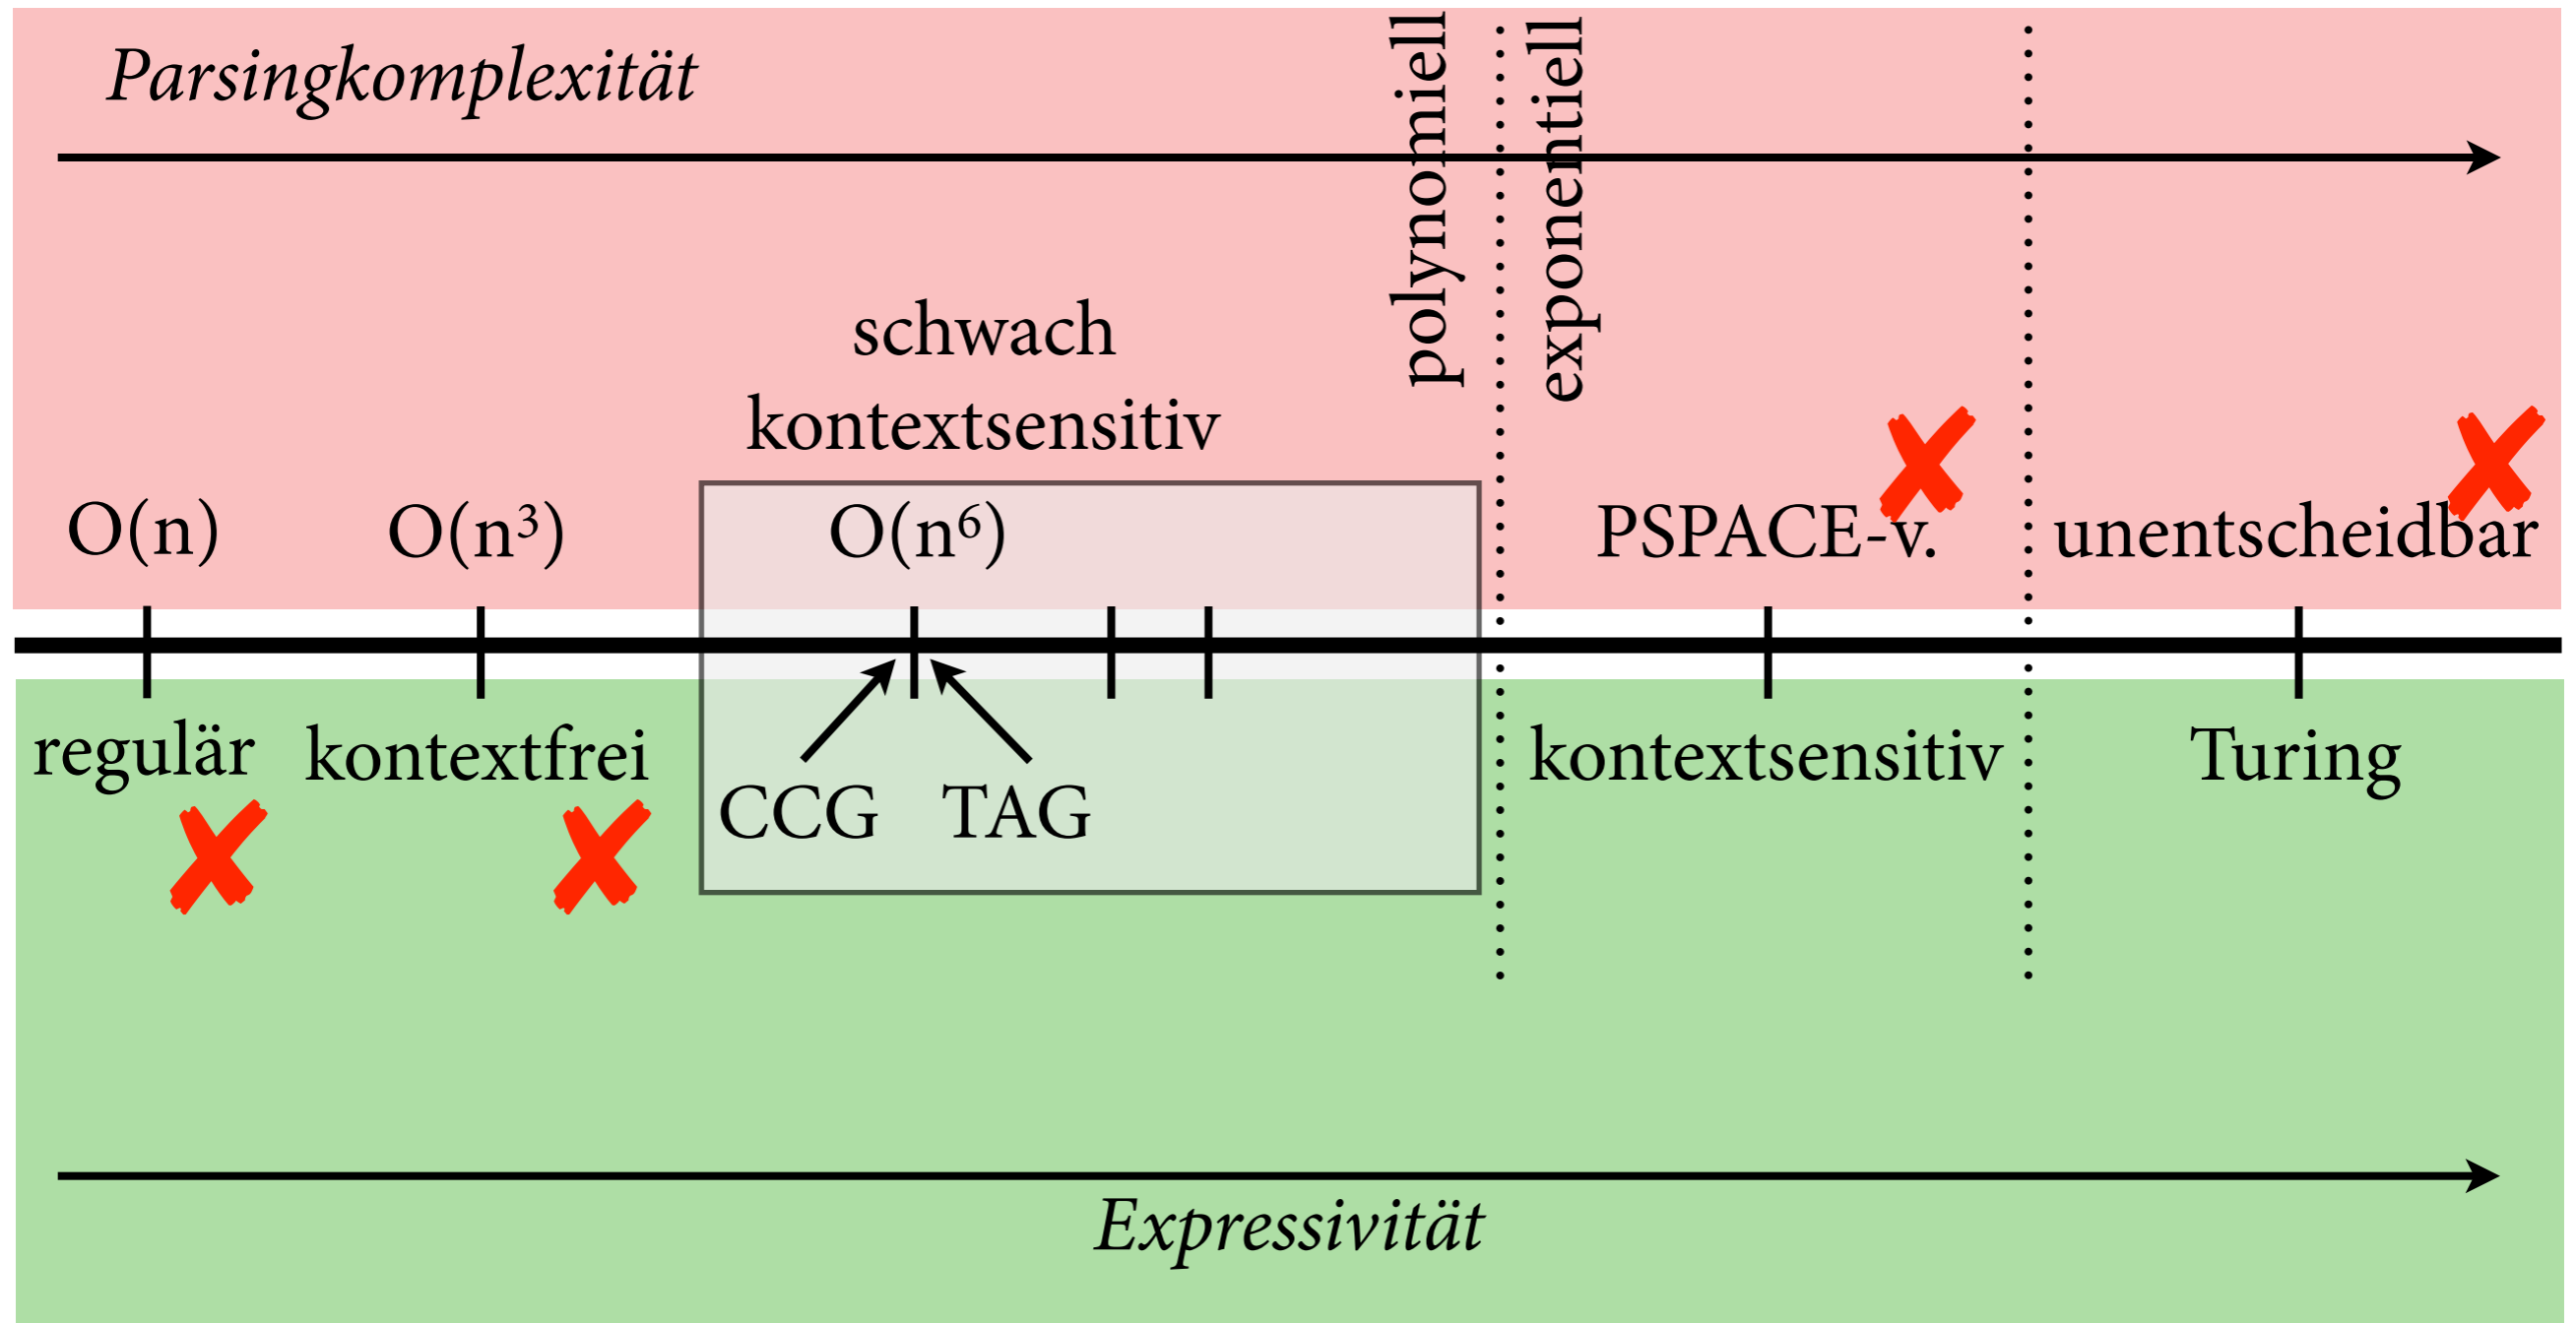 Parsingkomplexität
polynomiell
exponentiell
schwach
kontextsensitiv
O(n)
O(n³)
O(n⁶)
PSPACE-v.
unentscheidbar
regulär
kontextfrei
CCG
TAG
kontextsensitiv
Turing
Expressivität